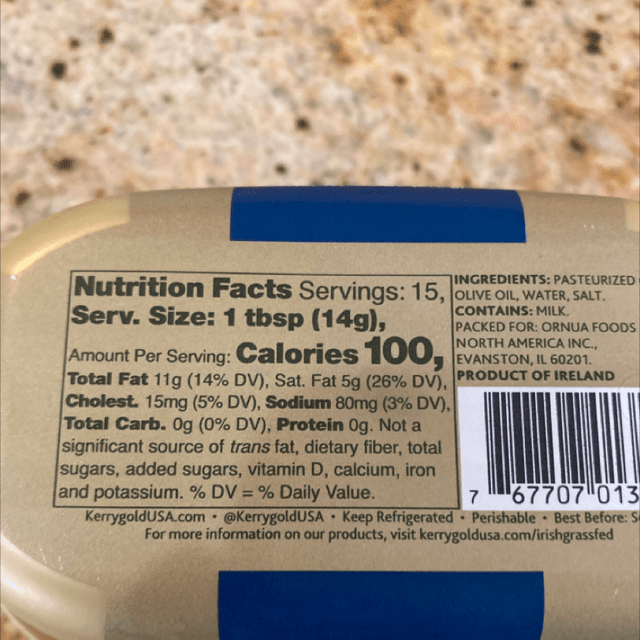 Nutrition Facts Servings: 15,
Serv. Size: 1 tbsp (14g),
Amount Per Serving: Calories 100,
Total Fat 11g (14% DV), Sat. Fat 5g (26% DV),
Cholest. 15mg (5% DV), Sodium 80mg (3% DV),
Total Carb. 0g (0% DV), Protein 0g. Not a
significant source of trans fat, dietary fiber, total
sugars, added sugars, vitamin D, calcium, iron
and potassium. % DV = % Daily Value.
INGREDIENTS: PASTEURIZED
OLIVE OIL, WATER, SALT.
CONTAINS: MILK.
PACKED FOR: ORNUA FOODS
NORTH AMERICA INC.,
EVANSTON, IL 60201.
PRODUCT OF IRELAND
7 67707 013
KerrygoldUSA.com • @KerrygoldUSA • Keep Refrigerated • Perishable • Best Before:
For more information on our products, visit kerrygoldusa.com/irishgrassfed